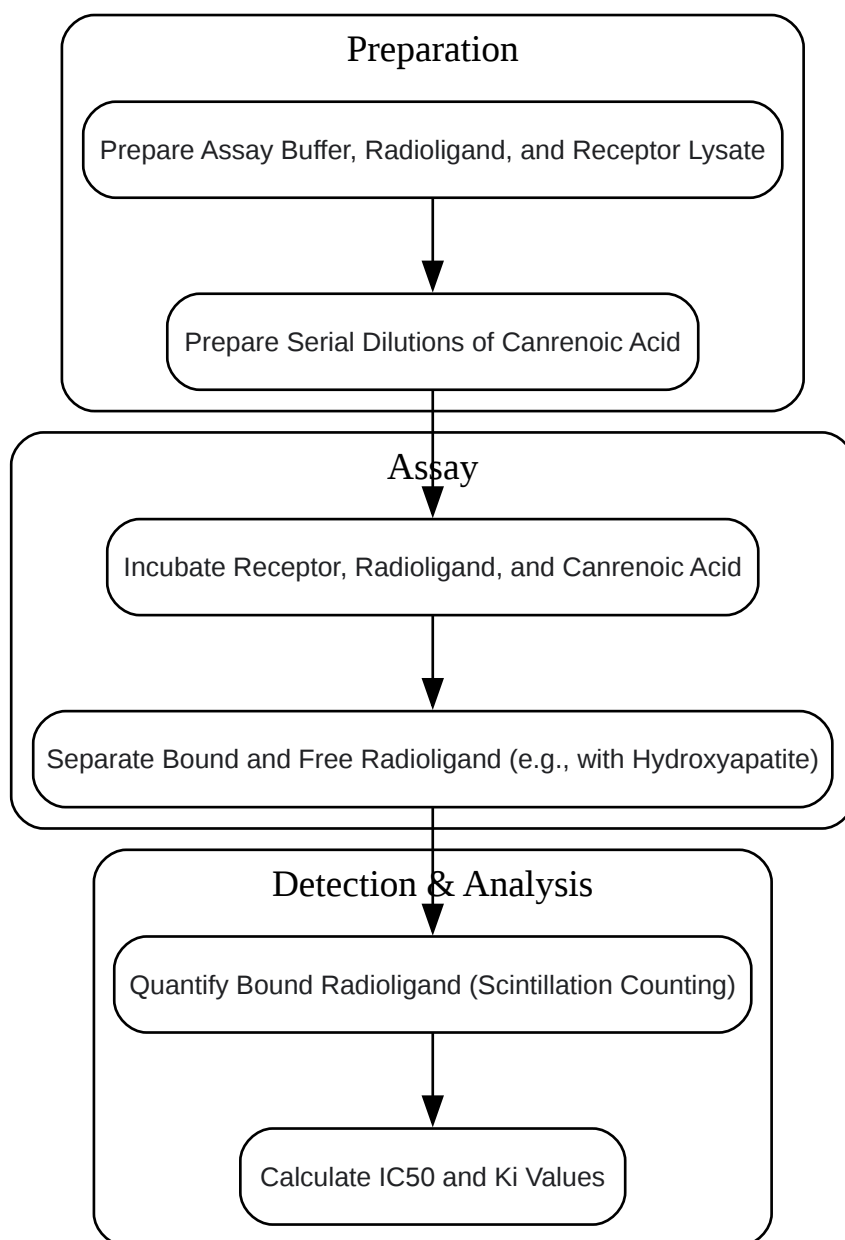 Preparation
Prepare Assay Buffer, Radioligand, and Receptor Lysate
Prepare Serial Dilutions of Canrenoic Acid
Assay
Incubate Receptor, Radioligand, and Canrenoic Acid
Separate Bound and Free Radioligand (e.g., with Hydroxyapatite)
Detection & Analysis
Quantify Bound Radioligand (Scintillation Counting)
Calculate IC50 and Ki Values